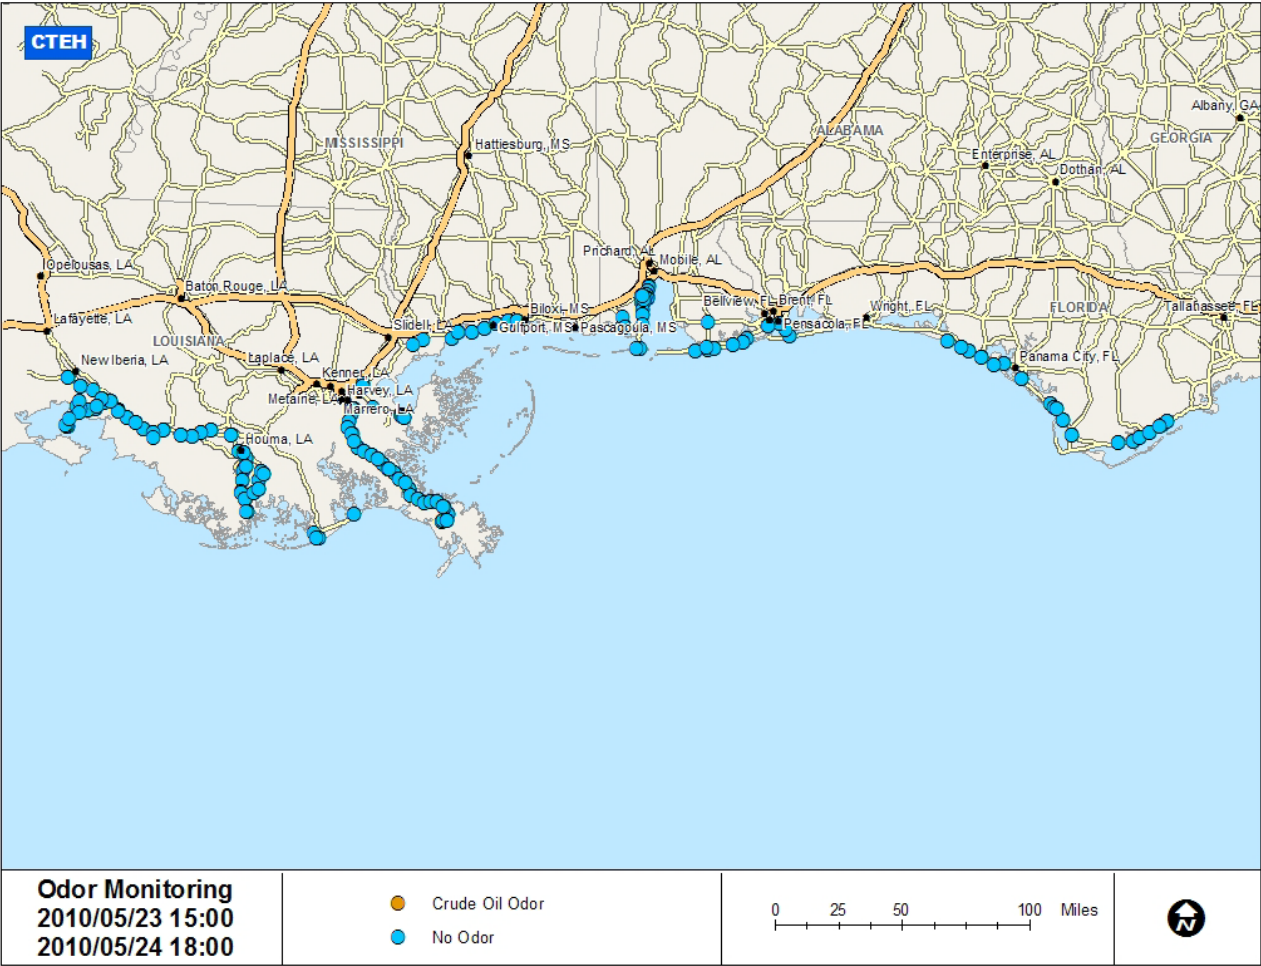 CTEH
Albany, GA
ALABAMA
GEORGIA
MISSISSIPPI
Hattiesburg, MS
Enterprise, AL
Dothan, AL
Prichard, AL
Mobile, AL
Opelousas, LA
Baton Rouge, LA
Bellview, FL
Brent, FL
Wright, FL
FLORIDA
Tallahassee, FL
Biloxi, MS
Lafayette, LA
Slidell, LA
Gulfport, MS
Pascagoula, MS
Pensacola, FL
LOUISIANA
New Iberia, LA
Laplace, LA
Panama City, FL
Kenner, LA
Harvey, LA
Metairie, LA
Marrero, LA
Houma, LA
Odor Monitoring
2010/05/23 15:00
2010/05/24 18:00
Crude Oil Odor
No Odor
0 25 50 100 Miles
N